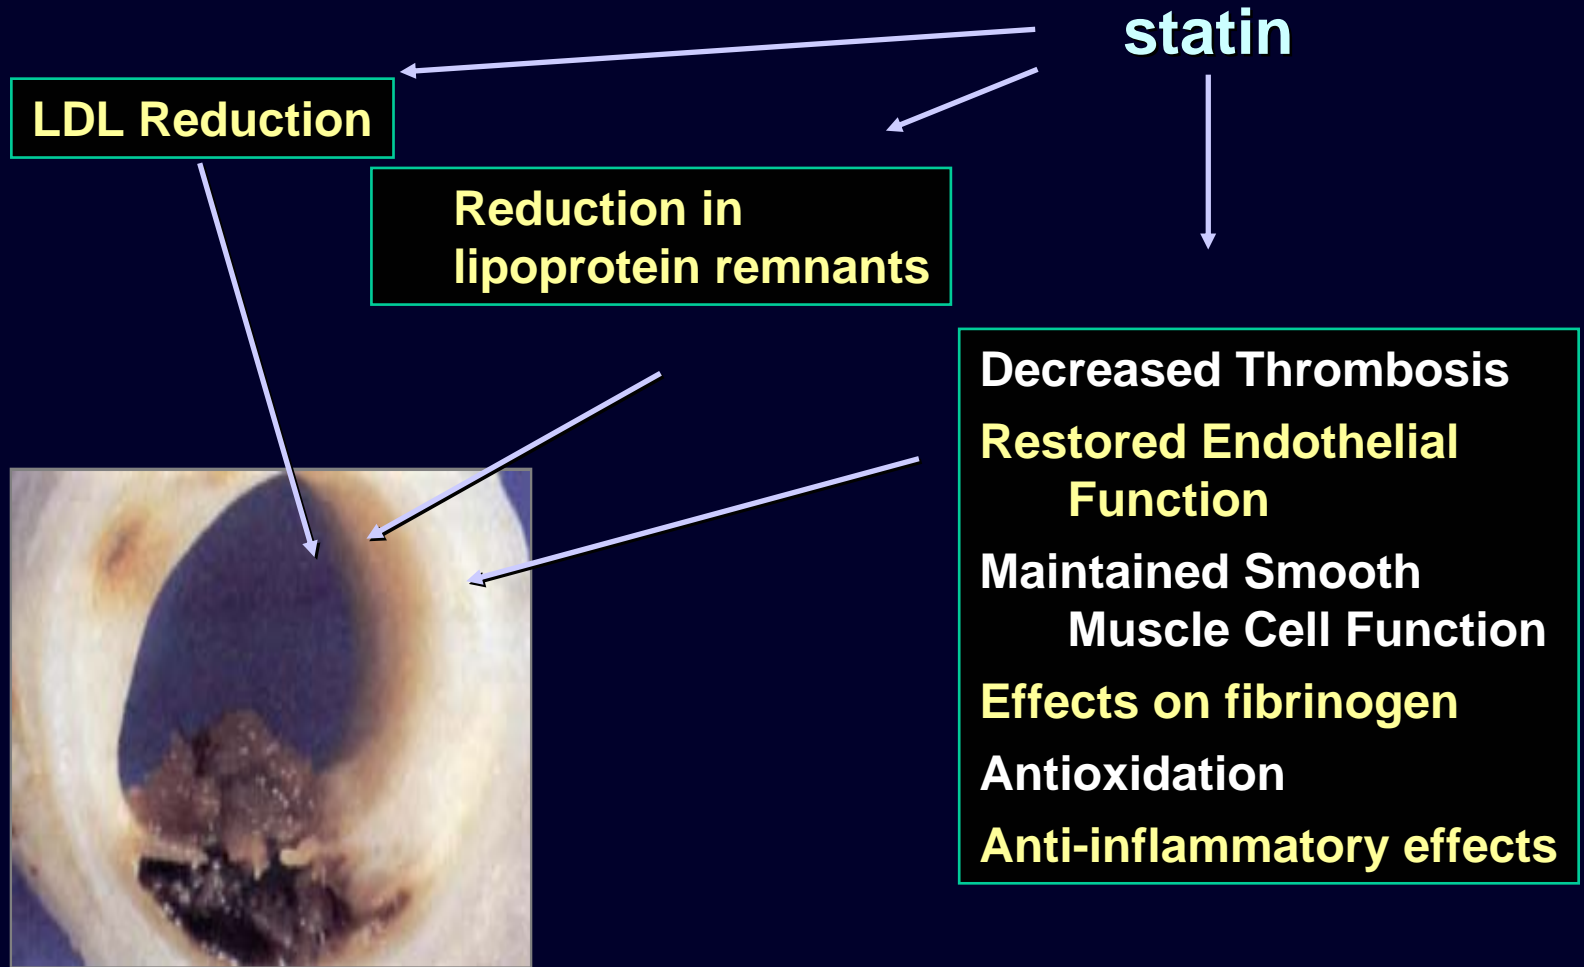 statin
LDL Reduction
Reduction in
lipoprotein remnants
Decreased Thrombosis
Restored Endothelial
Function
Maintained Smooth
Muscle Cell Function
Effects on fibrinogen
Antioxidation
Anti-inflammatory effects